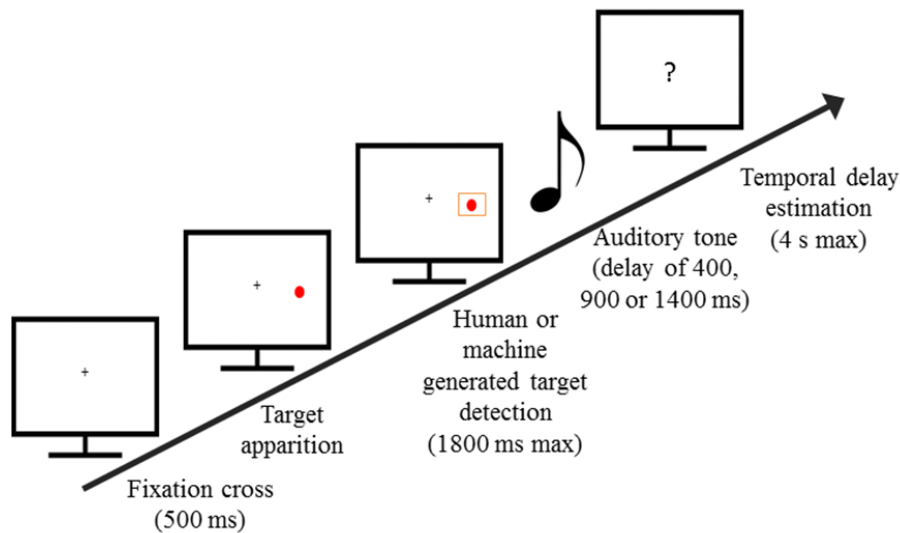 +
Fixation cross
(500 ms)
+
Target
apparition
+
Human or
machine
generated target
detection
(1800 ms max)
Auditory tone
(delay of 400,
900 or 1400 ms)
?
Temporal delay
estimation
(4 s max)